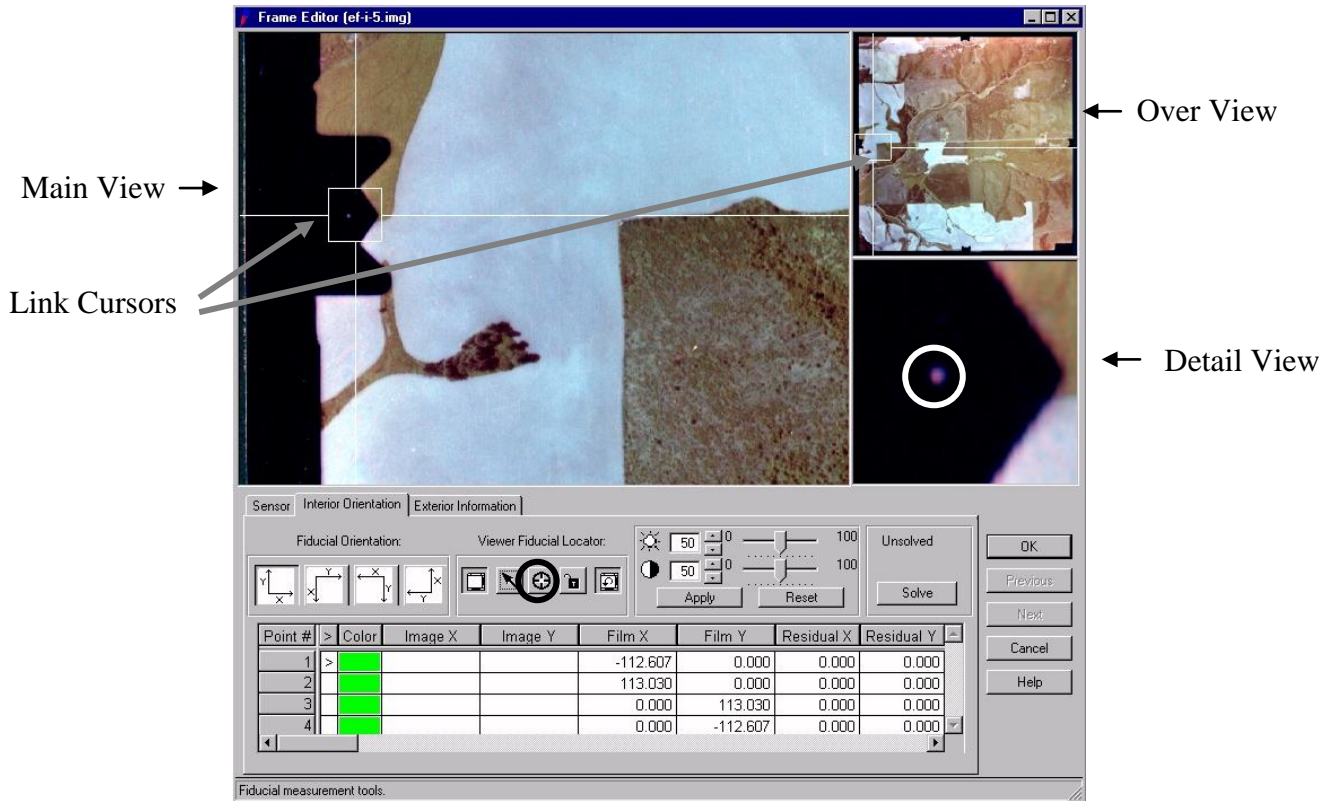 Frame Editor (ef-i-5.img)
Over View
Main View
Link Cursors
Detail View
Sensor Interior Orientation Exterior Information
Fiducial Orientation: Viewer Fiducial Locator: 50 0 100 Unsolved OK
Y X Y X X Y X Y 50 0 100 Previous
Apply Reset Solve Next
Point # > Color Image X Image Y Film X Film Y Residual X Residual Y Cancel
1 > -112.607 0.000 0.000 0.000
2 113.030 0.000 0.000 0.000 Help
3 0.000 113.030 0.000 0.000
4 0.000 -112.607 0.000 0.000
Fiducial measurement tools.